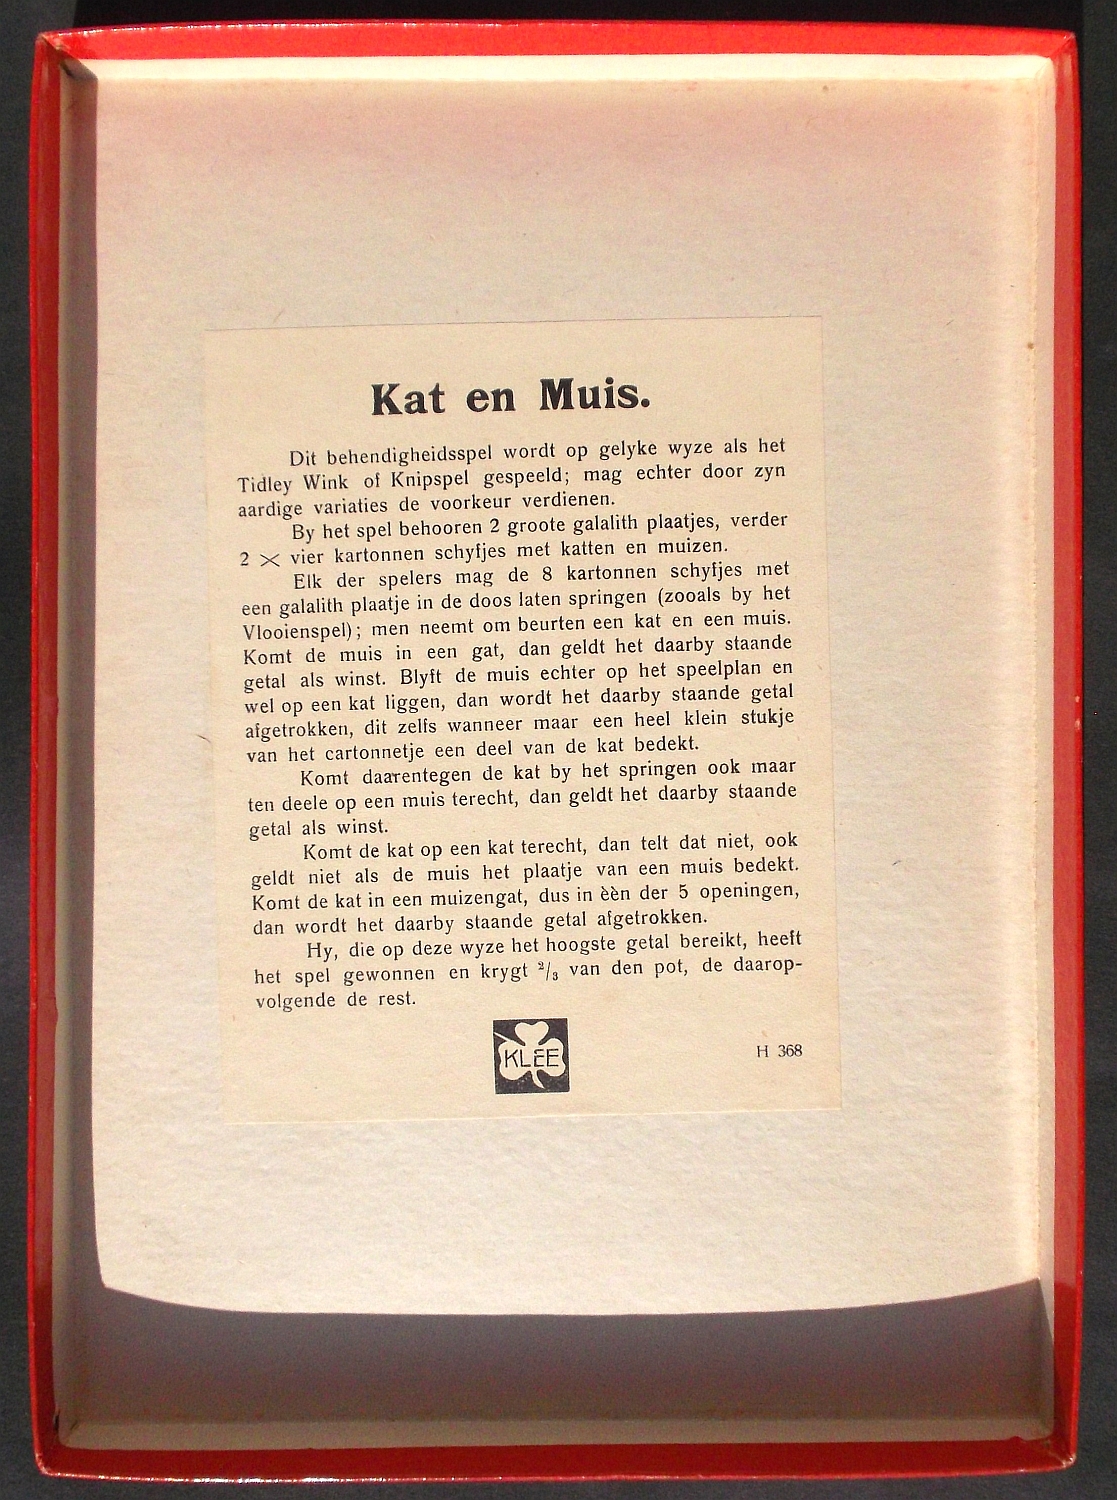 Kat en Muis.
Dit behendigheidsspel wordt op gelyke wyze als het
Tidley Wink of Knipspel gespeeld; mag echter door zyn
aardige variaties de voorkeur verdienen.
By het spel behooren 2 groote galalith plaatjes, verder
2 × vier kartonnen schyfjes met katten en muizen.
Elk der spelers mag de 8 kartonnen schyfjes met
een galalith plaatje in de doos laten springen (zooals by het
Vlooienspel); men neemt om beurten een kat en een muis.
Komt de muis in een gat, dan geldt het daarby staande
getal als winst. Blyft de muis echter op het speelplan en
wel op een kat liggen, dan wordt het daarby staande getal
afgetrokken, dit zelfs wanneer maar een heel klein stukje
van het cartonnetje een deel van de kat bedekt.
Komt daarentegen de kat by het springen ook maar
ten deele op een muis terecht, dan geldt het daarby staande
getal als winst.
Komt de kat op een kat terecht, dan telt dat niet, ook
geldt niet als de muis het plaatje van een muis bedekt.
Komt de kat in een muizengat, dus in èèn der 5 openingen,
dan wordt het daarby staande getal afgetrokken.
Hy, die op deze wyze het hoogste getal bereikt, heeft
het spel gewonnen en krygt ²/₃ van den pot, de daarop-
volgende de rest.
KLEE
H 368